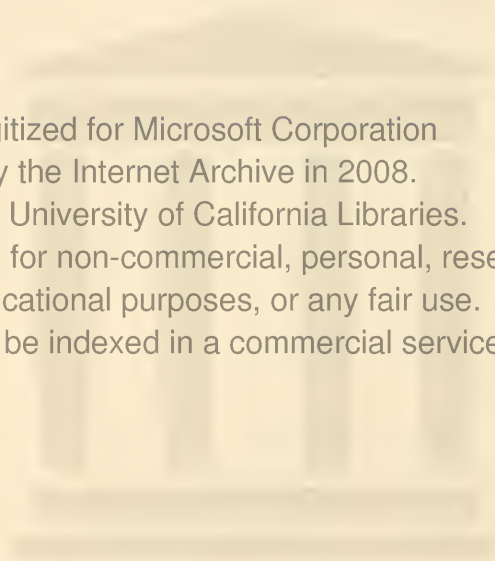 gitized for Microsoft Corporation
y the Internet Archive in 2008.
University of California Libraries.
for non-commercial, personal, rese
cational purposes, or any fair use.
be indexed in a commercial service